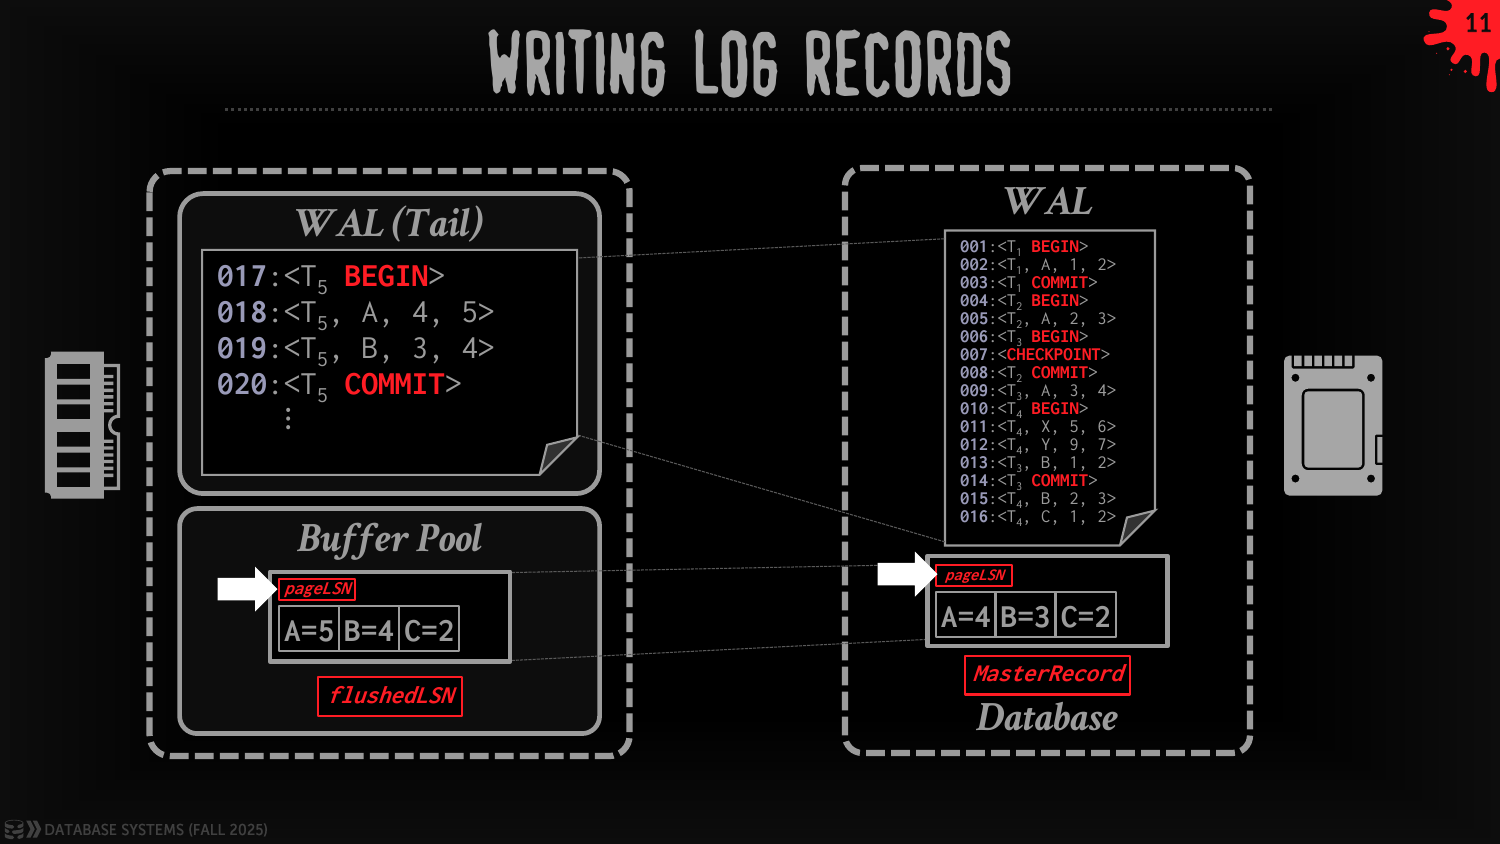 WRITING LOG RECORDS
11
WAL (Tail)
017:<T5 BEGIN>
018:<T5, A, 4, 5>
019:<T5, B, 3, 4>
020:<T5 COMMIT>
⋮
Buffer Pool
pageLSN
A=5 B=4 C=2
flushedLSN
WAL
001:<T1 BEGIN>
002:<T1, A, 1, 2>
003:<T1 COMMIT>
004:<T2 BEGIN>
005:<T2, A, 2, 3>
006:<T3 BEGIN>
007:<CHECKPOINT>
008:<T2 COMMIT>
009:<T3, A, 3, 4>
010:<T4 BEGIN>
011:<T4, X, 5, 6>
012:<T4, Y, 9, 7>
013:<T3, B, 1, 2>
014:<T3 COMMIT>
015:<T4, B, 2, 3>
016:<T4, C, 1, 2>
pageLSN
A=4 B=3 C=2
MasterRecord
Database
DATABASE SYSTEMS (FALL 2025)